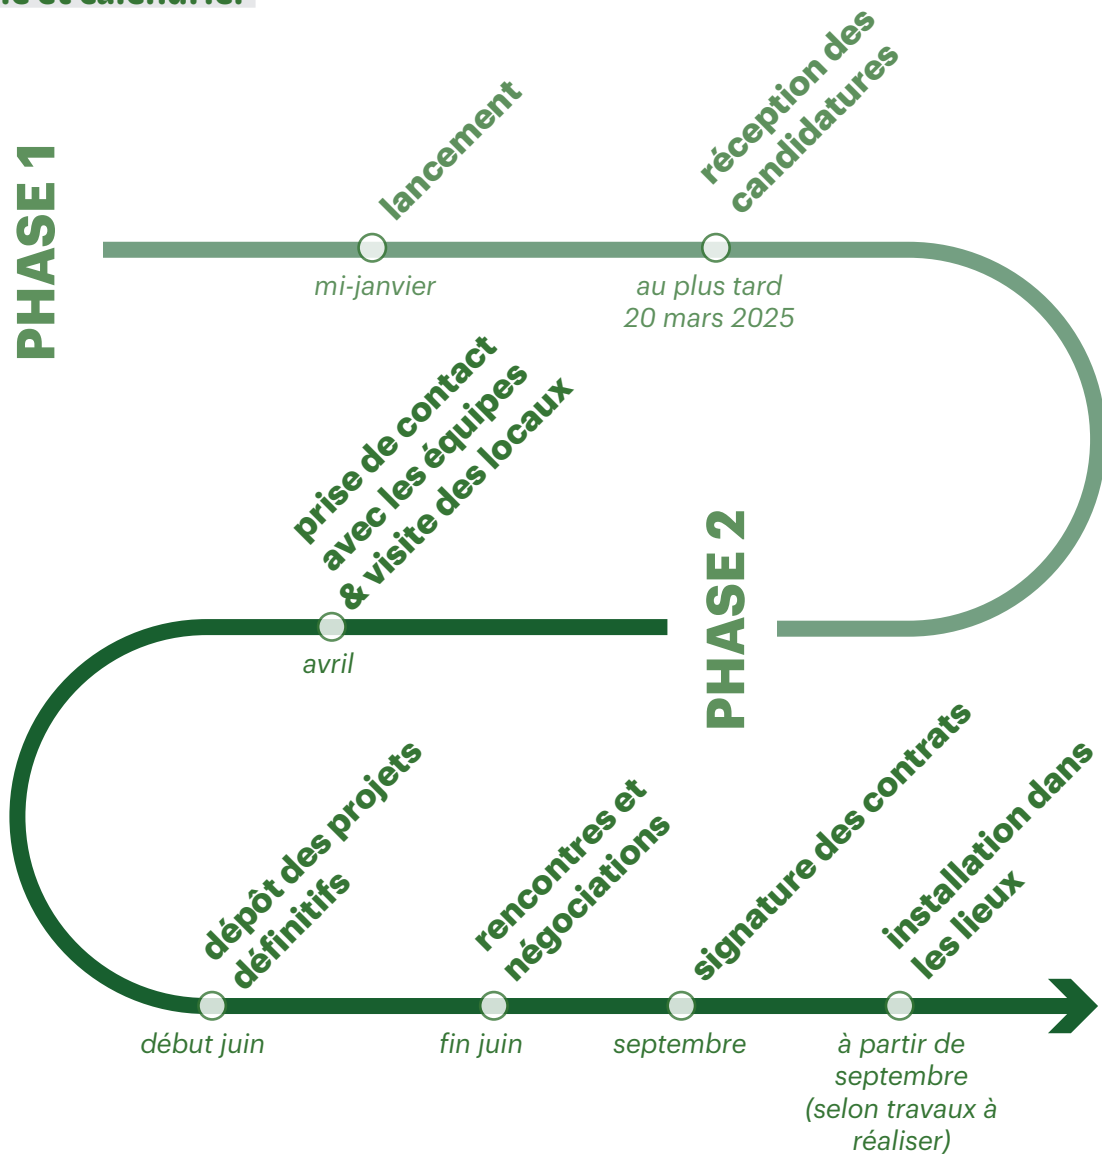 et calendrier
PHASE 1
lancement
mi-janvier
réception des
candidatures
au plus tard
20 mars 2025
PHASE 2
prise de contact
avec les équipes
& visite des locaux
avril
dépôt des projets
définitifs
début juin
rencontres et
négociations
fin juin
signature des contrats
septembre
installation dans
les lieux
à partir de
septembre
(selon travaux à
réaliser)